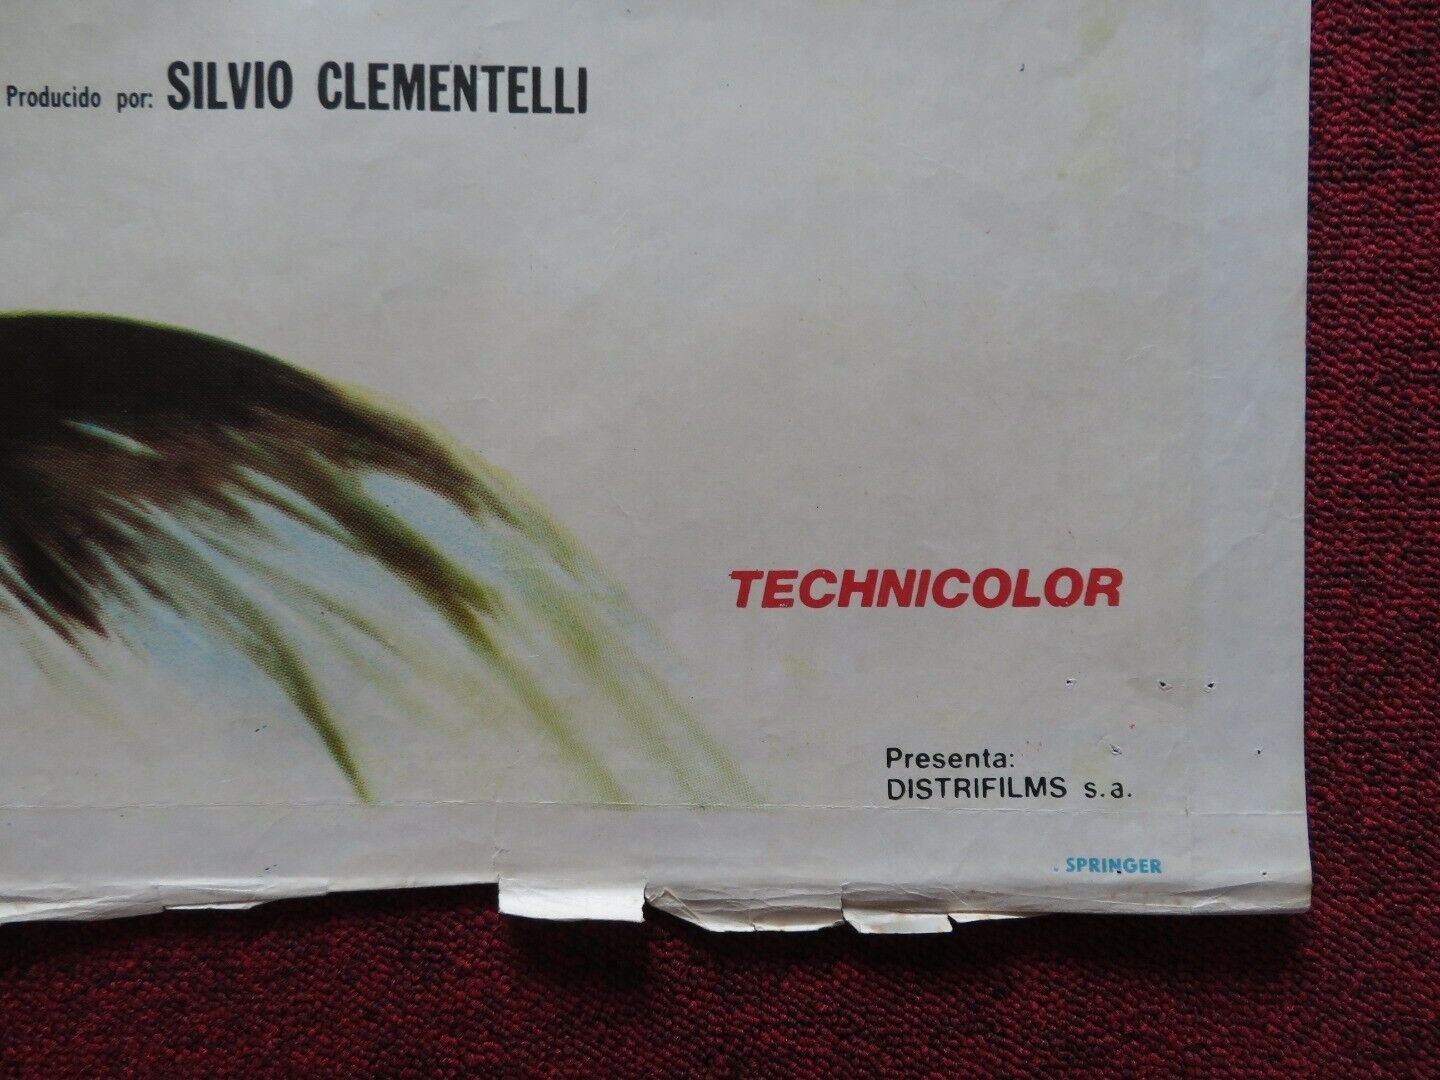 Producido por: SILVIO CLEMENTELLI
TECHNICOLOR
Presenta:
DISTRIFILMS s.a.
. SPRINGER